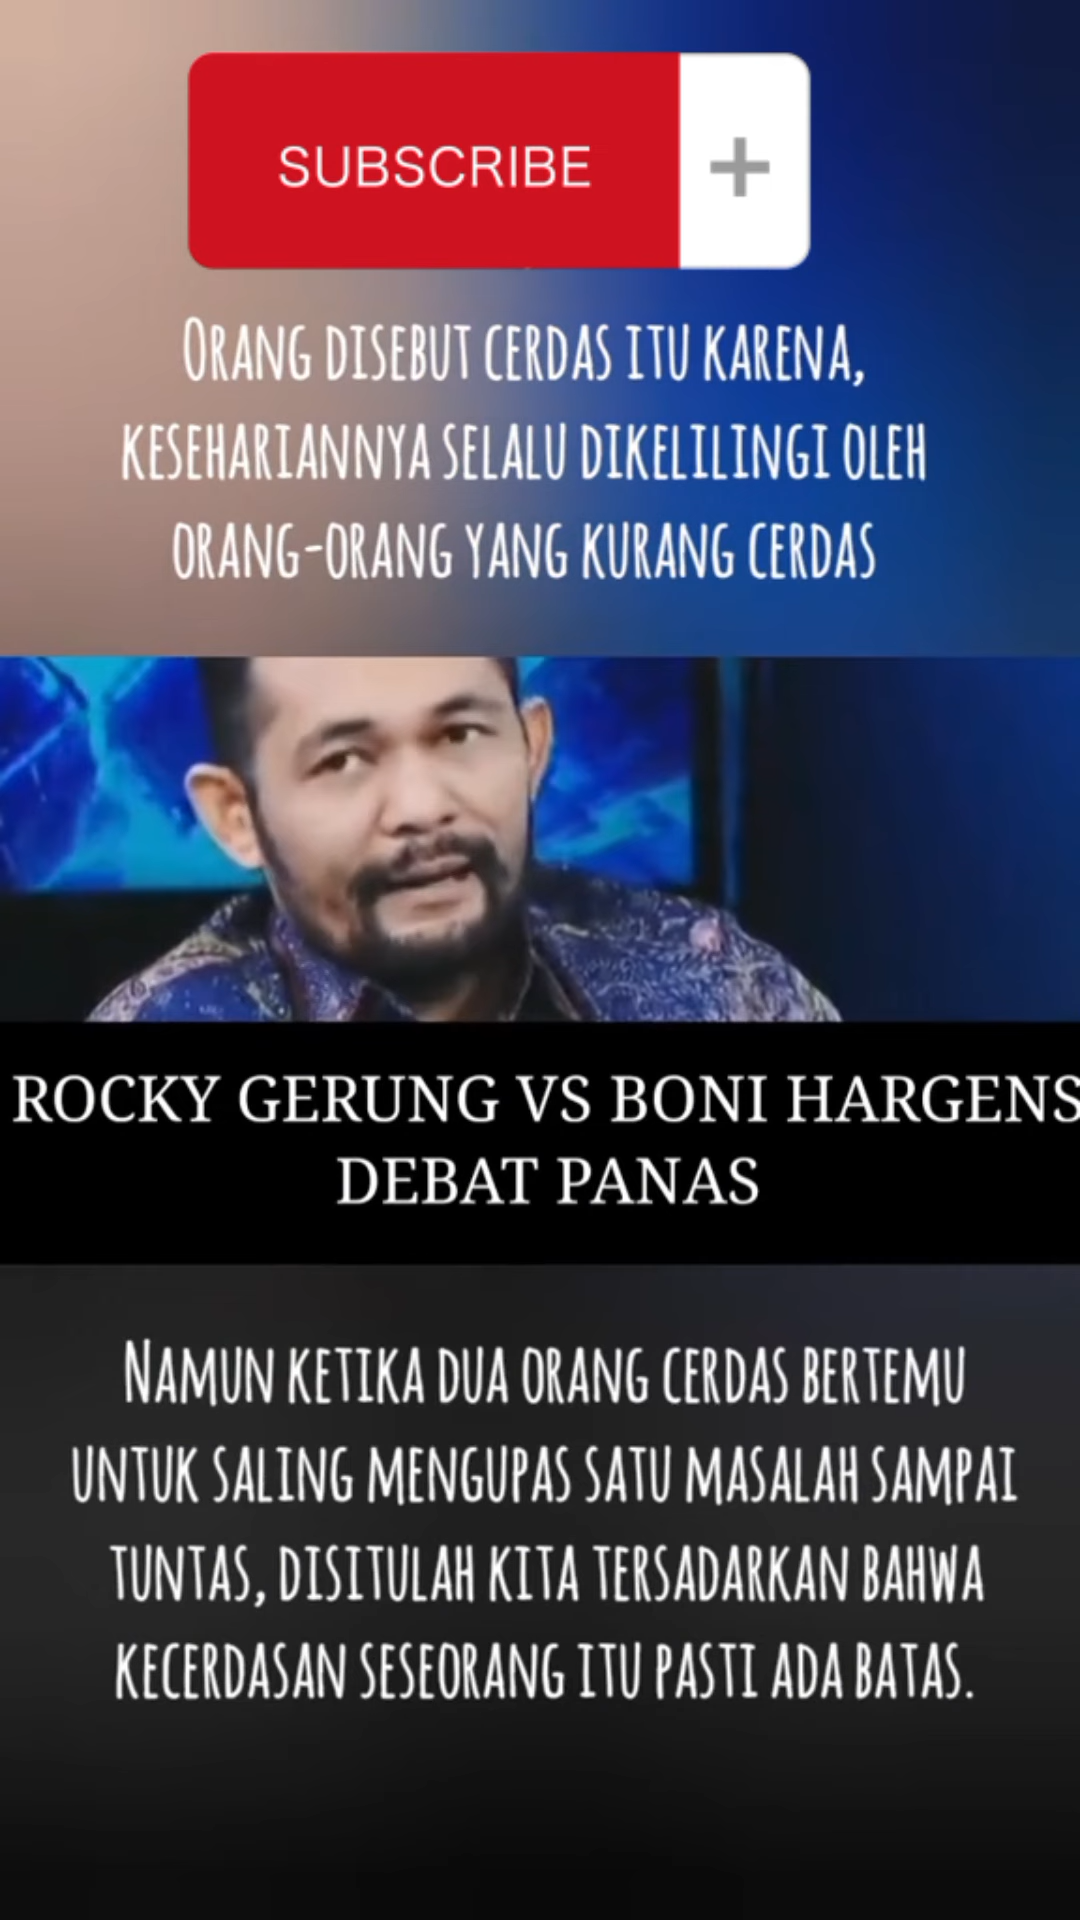 SUBSCRIBE +
Orang disebut cerdas itu karena,
kesehariannya selalu dikelilingi oleh
orang-orang yang kurang cerdas
ROCKY GERUNG VS BONI HARGENS
DEBAT PANAS
Namun ketika dua orang cerdas bertemu
untuk saling mengupas satu masalah sampai
tuntas, disitulah kita tersadarkan bahwa
kecerdasan seseorang itu pasti ada batas.